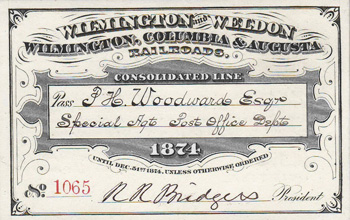 WILMINGTON and WELDON
WILMINGTON, COLUMBIA & AUGUSTA
RAILROADS.
CONSOLIDATED LINE
Pass P. H. Woodward Esqr
Special Agt Post Office Dept
1874
UNTIL DEC. 31ST 1874, UNLESS OTHERWISE ORDERED
No. 1065
R R Bridgers President